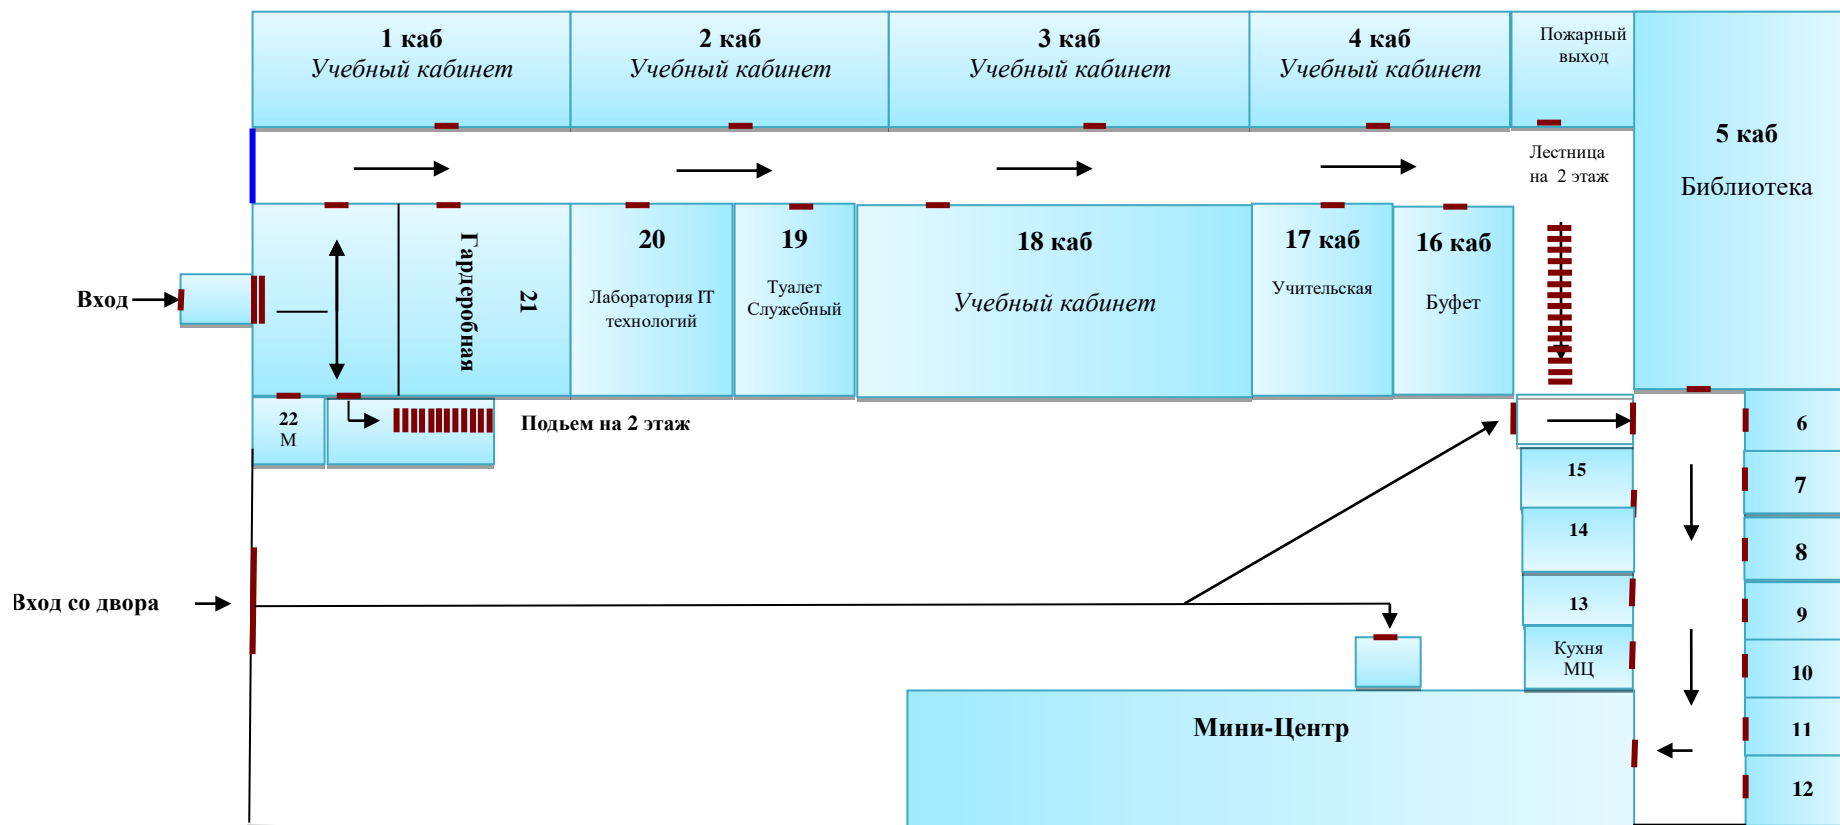 1 каб
Учебный кабинет
2 каб
Учебный кабинет
3 каб
Учебный кабинет
4 каб
Учебный кабинет
Пожарный
выход
5 каб
Библиотека
Лестница
на 2 этаж
Вход
Гардеробная
21
20
Лаборатория IT
технологий
19
Туалет
Служебный
18 каб
Учебный кабинет
17 каб
Учительская
16 каб
Буфет
22
М
Подьем на 2 этаж
6
15
7
14
8
Вход со двора
13
9
Кухня
МЦ
10
Мини-Центр
11
12